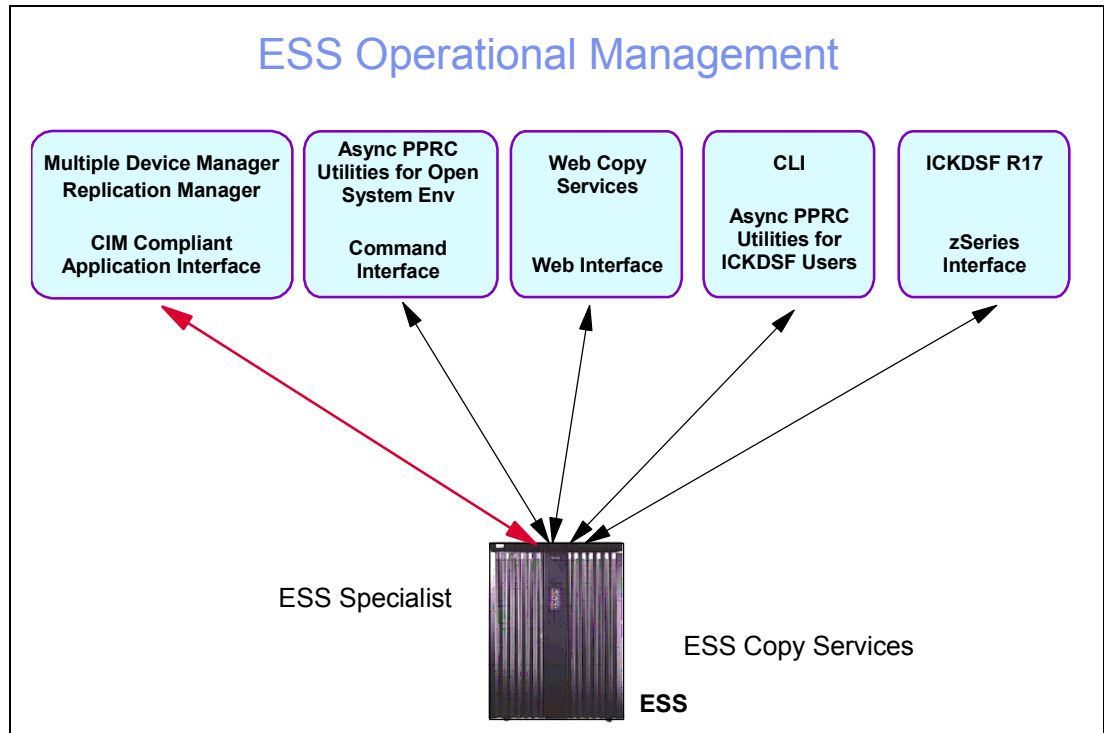 ESS Operational Management
Multiple Device Manager
Replication Manager
CIM Compliant
Application Interface
Async PPRC
Utilities for Open
System Env
Command
Interface
Web Copy
Services
Web Interface
CLI
Async PPRC
Utilities for
ICKDSF Users
ICKDSF R17
zSeries
Interface
ESS Specialist
ESS Copy Services
ESS